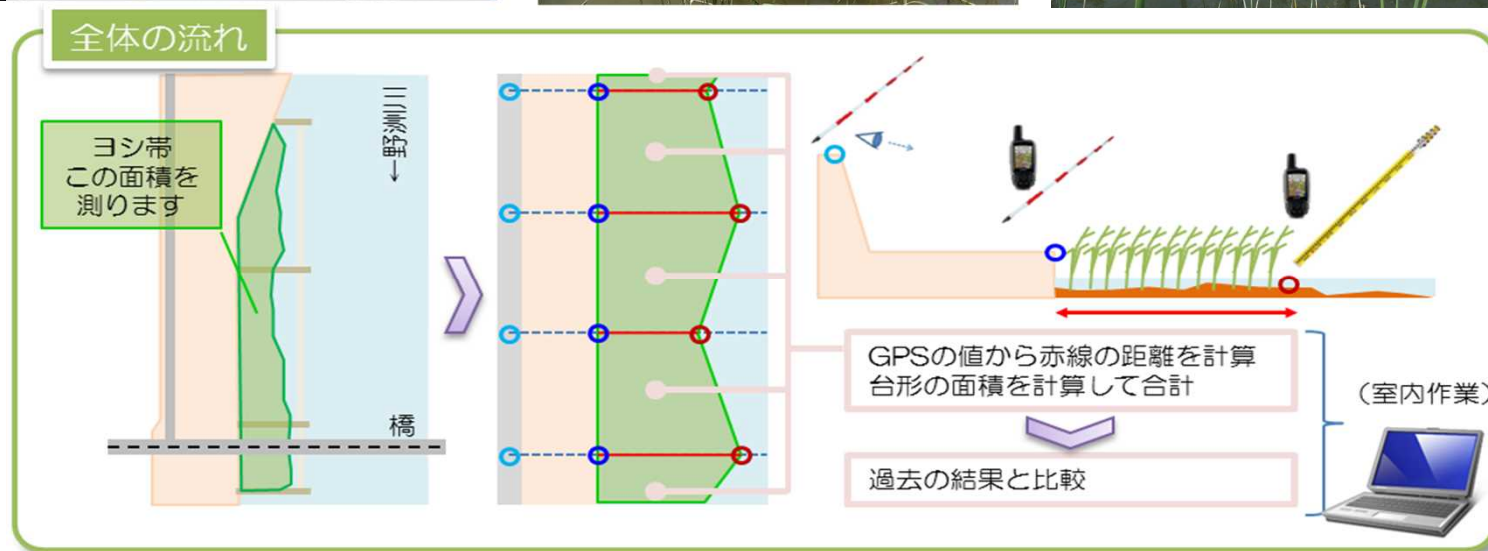 全体の流れ
ヨシ帯
この面積を
測ります
←野洲川
橋
GPSの値から赤線の距離を計算
台形の面積を計算して合計
過去の結果と比較
（室内作業）